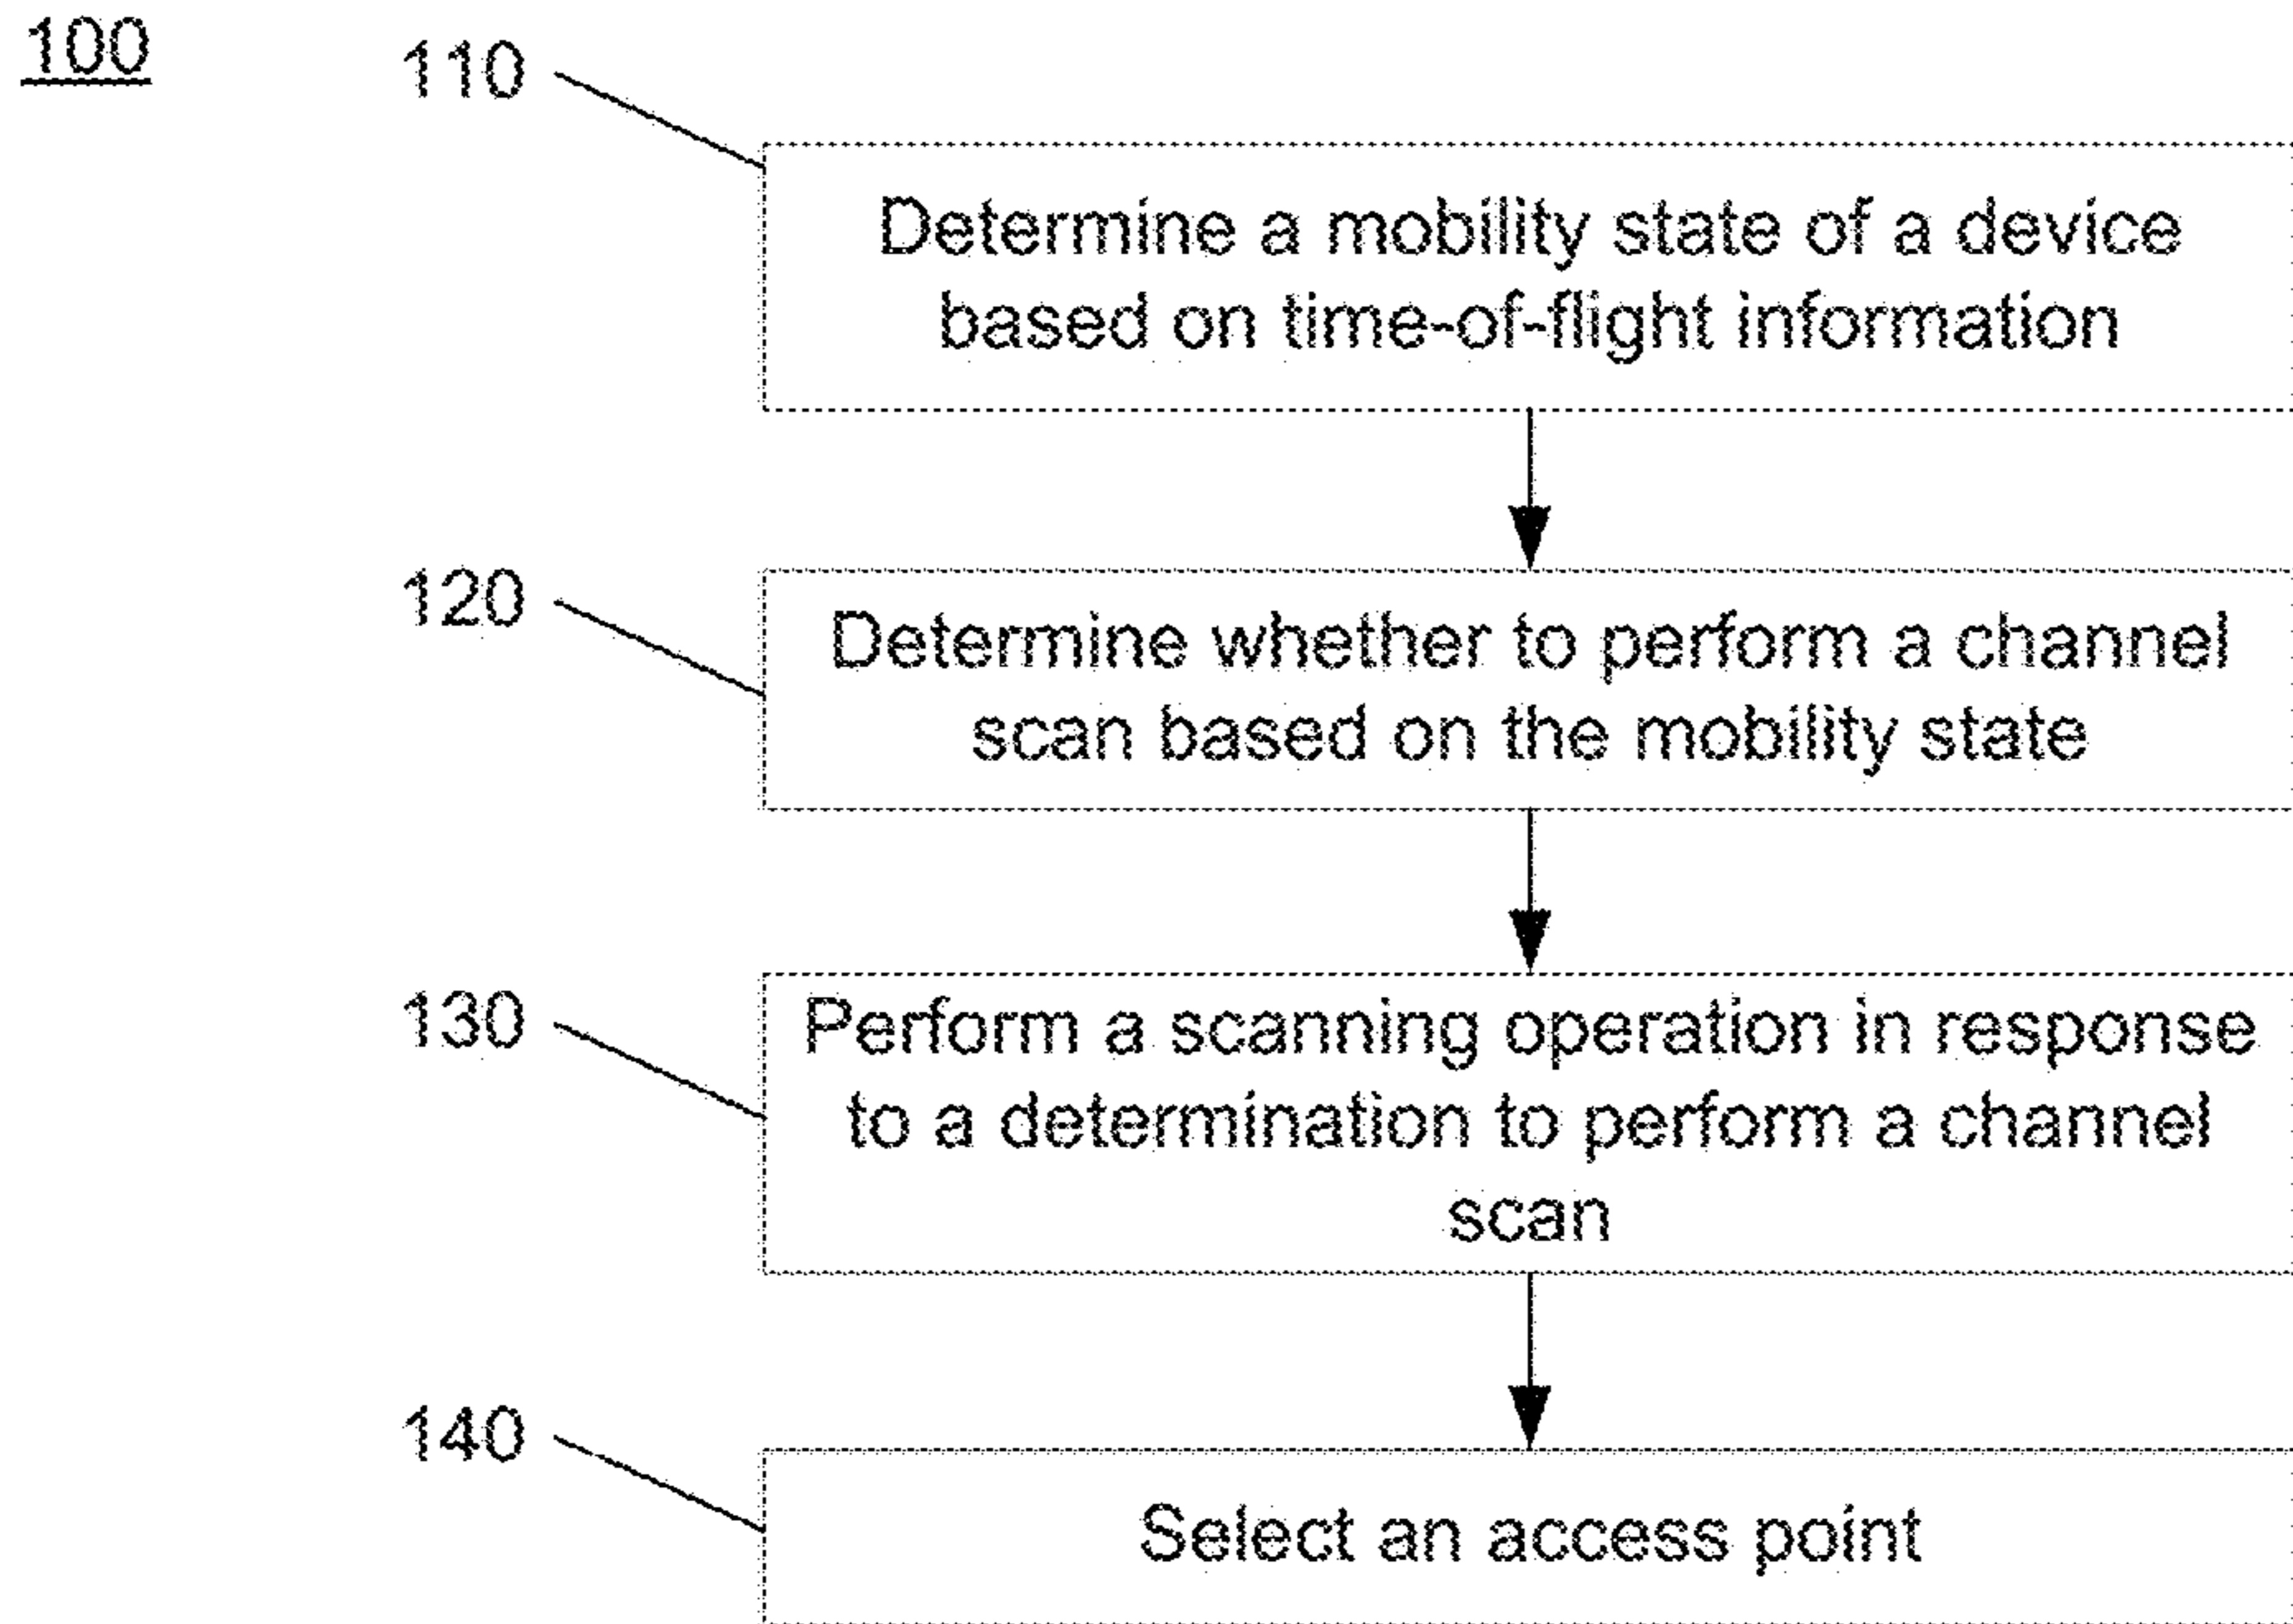 100
110
Determine a mobility state of a device
based on time-of-flight information
120
Determine whether to perform a channel
scan based on the mobility state
130
Perform a scanning operation in response
to a determination to perform a channel
scan
140
Select an access point